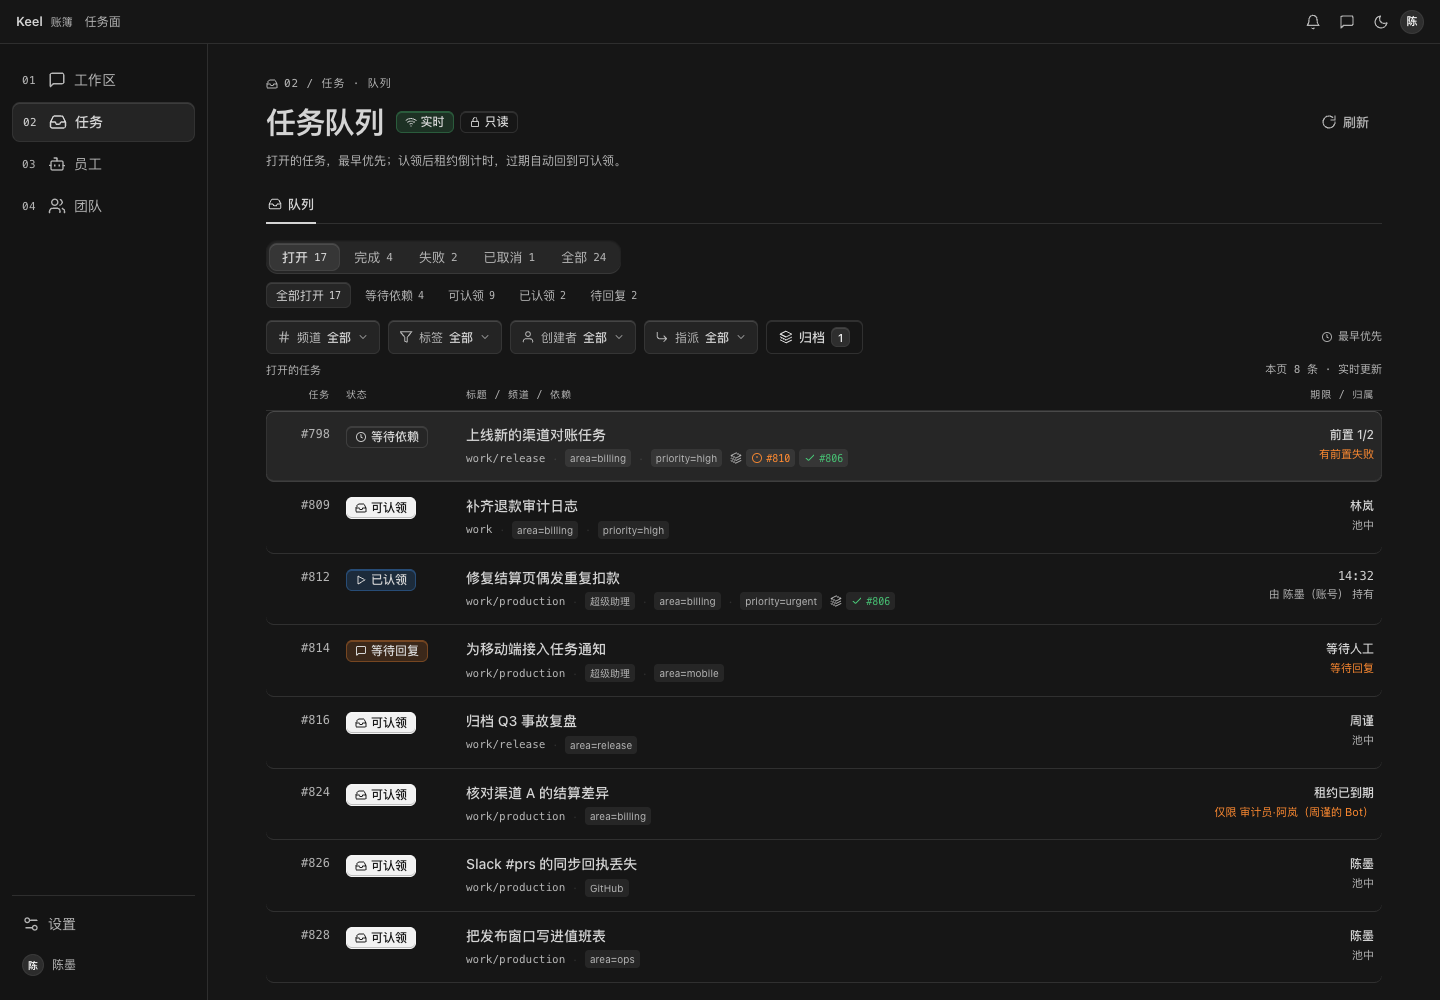 Keel 账簿 任务面
陈
01 工作区
02 任务
03 员工
04 团队
设置
陈 陈墨
02 / 任务 · 队列
任务队列 实时 只读
刷新
打开的任务，最早优先；认领后租约倒计时，过期自动回到可认领。
队列
打开 17 完成 4 失败 2 已取消 1 全部 24
全部打开 17 等待依赖 4 可认领 9 已认领 2 待回复 2
频道 全部 标签 全部 创建者 全部 指派 全部 归档 1
最早优先
打开的任务
本页 8 条 · 实时更新
任务 状态 标题 / 频道 / 依赖 期限 / 归属
#798 等待依赖 上线新的渠道对账任务 前置 1/2
work/release · area=billing · priority=high #810 #806 有前置失败
#809 可认领 补齐退款审计日志 林岚
work · area=billing · priority=high 池中
#812 已认领 修复结算页偶发重复扣款 14:32
work/production · 超级助理 · area=billing · priority=urgent #806 由 陈墨（账号） 持有
#814 等待回复 为移动端接入任务通知 等待人工
work/production · 超级助理 · area=mobile 等待回复
#816 可认领 归档 Q3 事故复盘 周谨
work/release · area=release 池中
#824 可认领 核对渠道 A 的结算差异 租约已到期
work/production · area=billing 仅限 审计员·阿岚（周谨的 Bot）
#826 可认领 Slack #prs 的同步回执丢失 陈墨
work/production · GitHub 池中
#828 可认领 把发布窗口写进值班表 陈墨
work/production · area=ops 池中